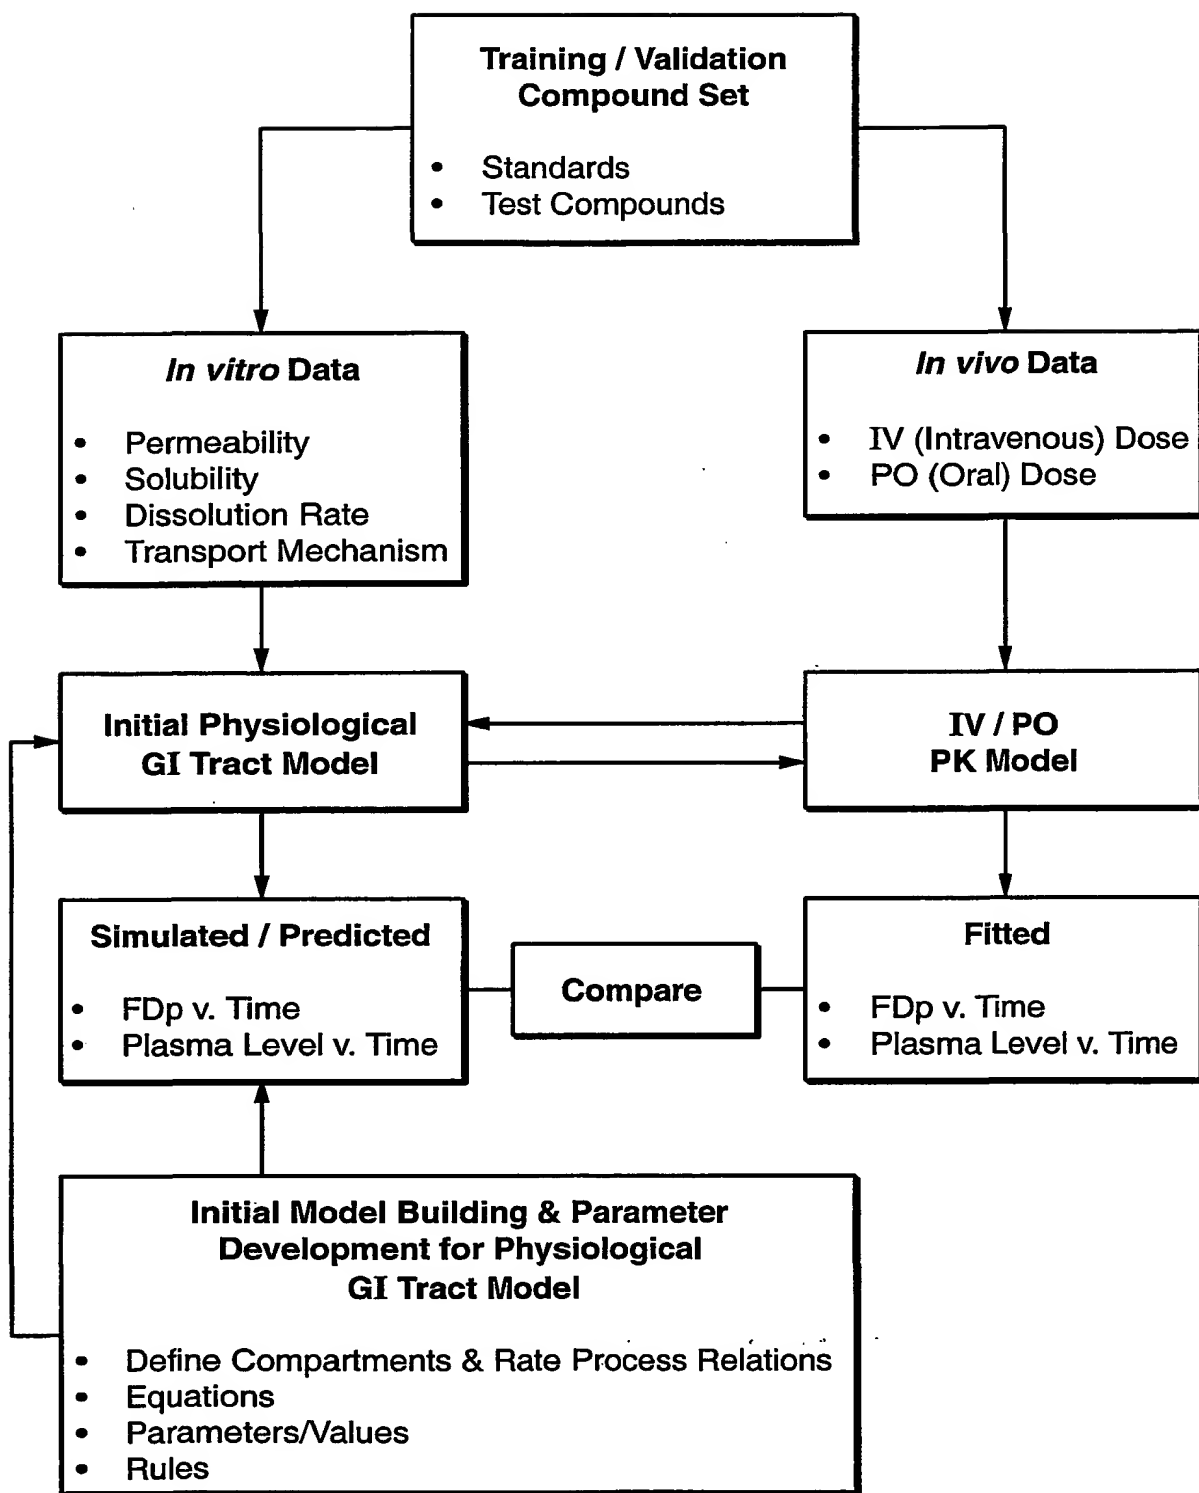 Training / Validation
Compound Set
• Standards
• Test Compounds
In vitro Data
• Permeability
• Solubility
• Dissolution Rate
• Transport Mechanism
In vivo Data
• IV (Intravenous) Dose
• PO (Oral) Dose
Initial Physiological
GI Tract Model
IV / PO
PK Model
Simulated / Predicted
• FDp v. Time
• Plasma Level v. Time
Compare
Fitted
• FDp v. Time
• Plasma Level v. Time
Initial Model Building & Parameter
Development for Physiological
GI Tract Model
• Define Compartments & Rate Process Relations
• Equations
• Parameters/Values
• Rules